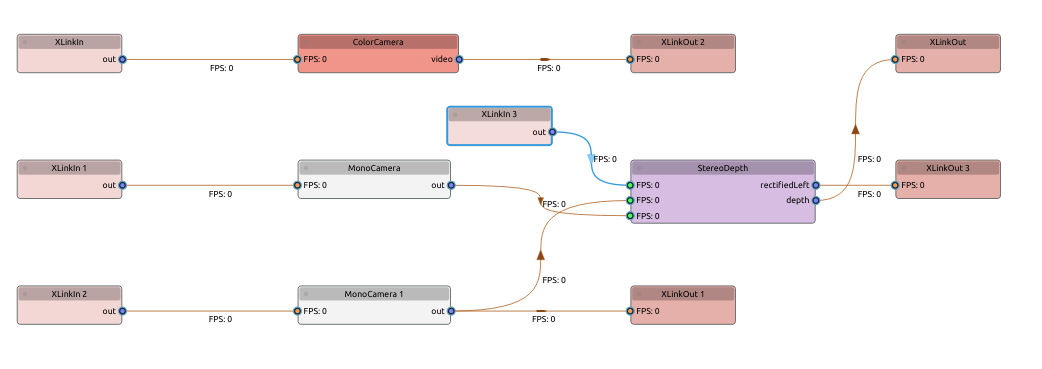 XLinkIn
out
FPS: 0
ColorCamera
FPS: 0
video
FPS: 0
XLinkOut 2
FPS: 0
XLinkOut
FPS: 0
XLinkIn 3
out
FPS: 0
XLinkIn 1
out
FPS: 0
MonoCamera
FPS: 0
out
FPS: 0
StereoDepth
FPS: 0
rectifiedLeft
FPS: 0
depth
FPS: 0
FPS: 0
FPS: 0
XLinkOut 3
FPS: 0
XLinkIn 2
out
FPS: 0
MonoCamera 1
FPS: 0
out
FPS: 0
FPS: 0
XLinkOut 1
FPS: 0